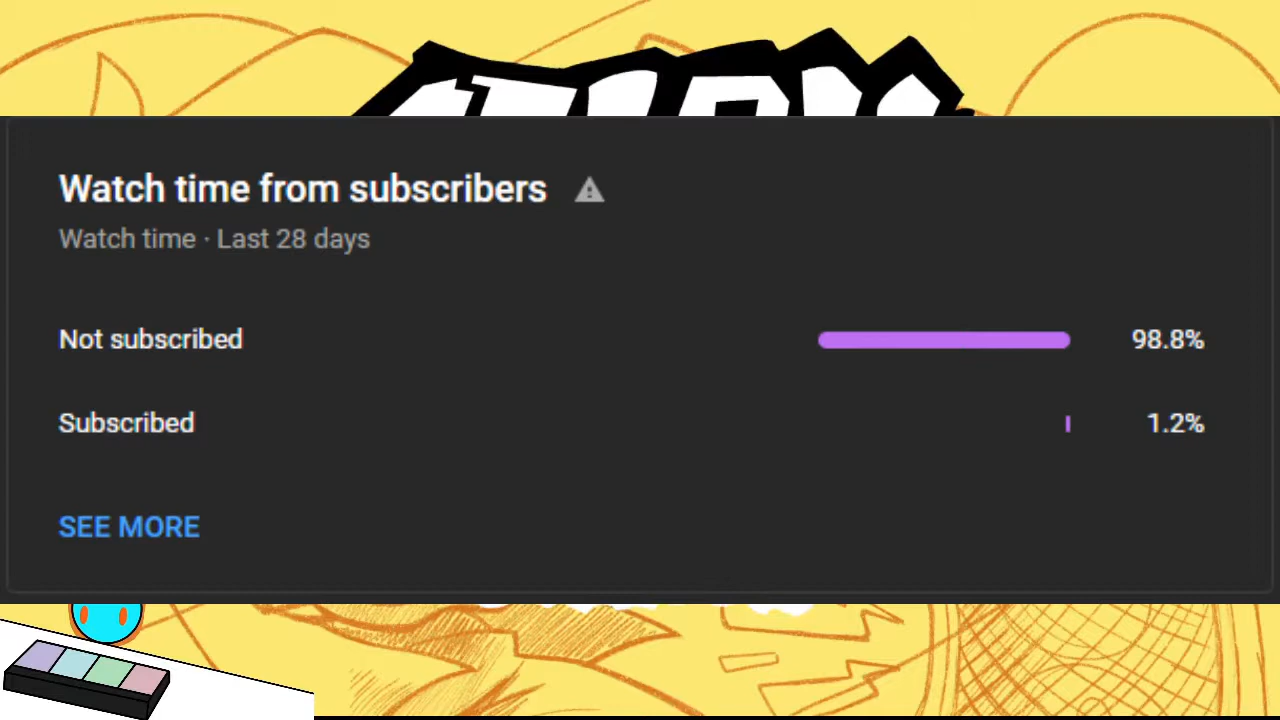 Watch time from subscribers
Watch time · Last 28 days
Not subscribed 98.8%
Subscribed 1.2%
SEE MORE